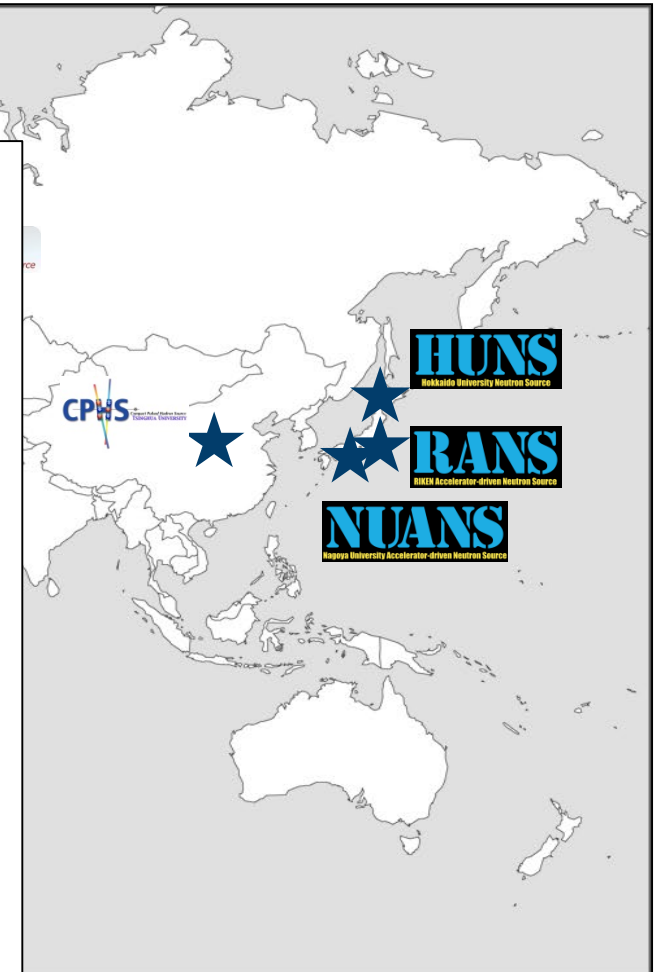 rce
HUNS
Hokkaido University Neutron Source
CPHS
Compact Pulsed Hadron Source
TSINGHUA UNIVERSITY
RANS
RIKEN Accelerator-driven Neutron Source
NUANS
Nagoya University Accelerator-driven Neutron Source